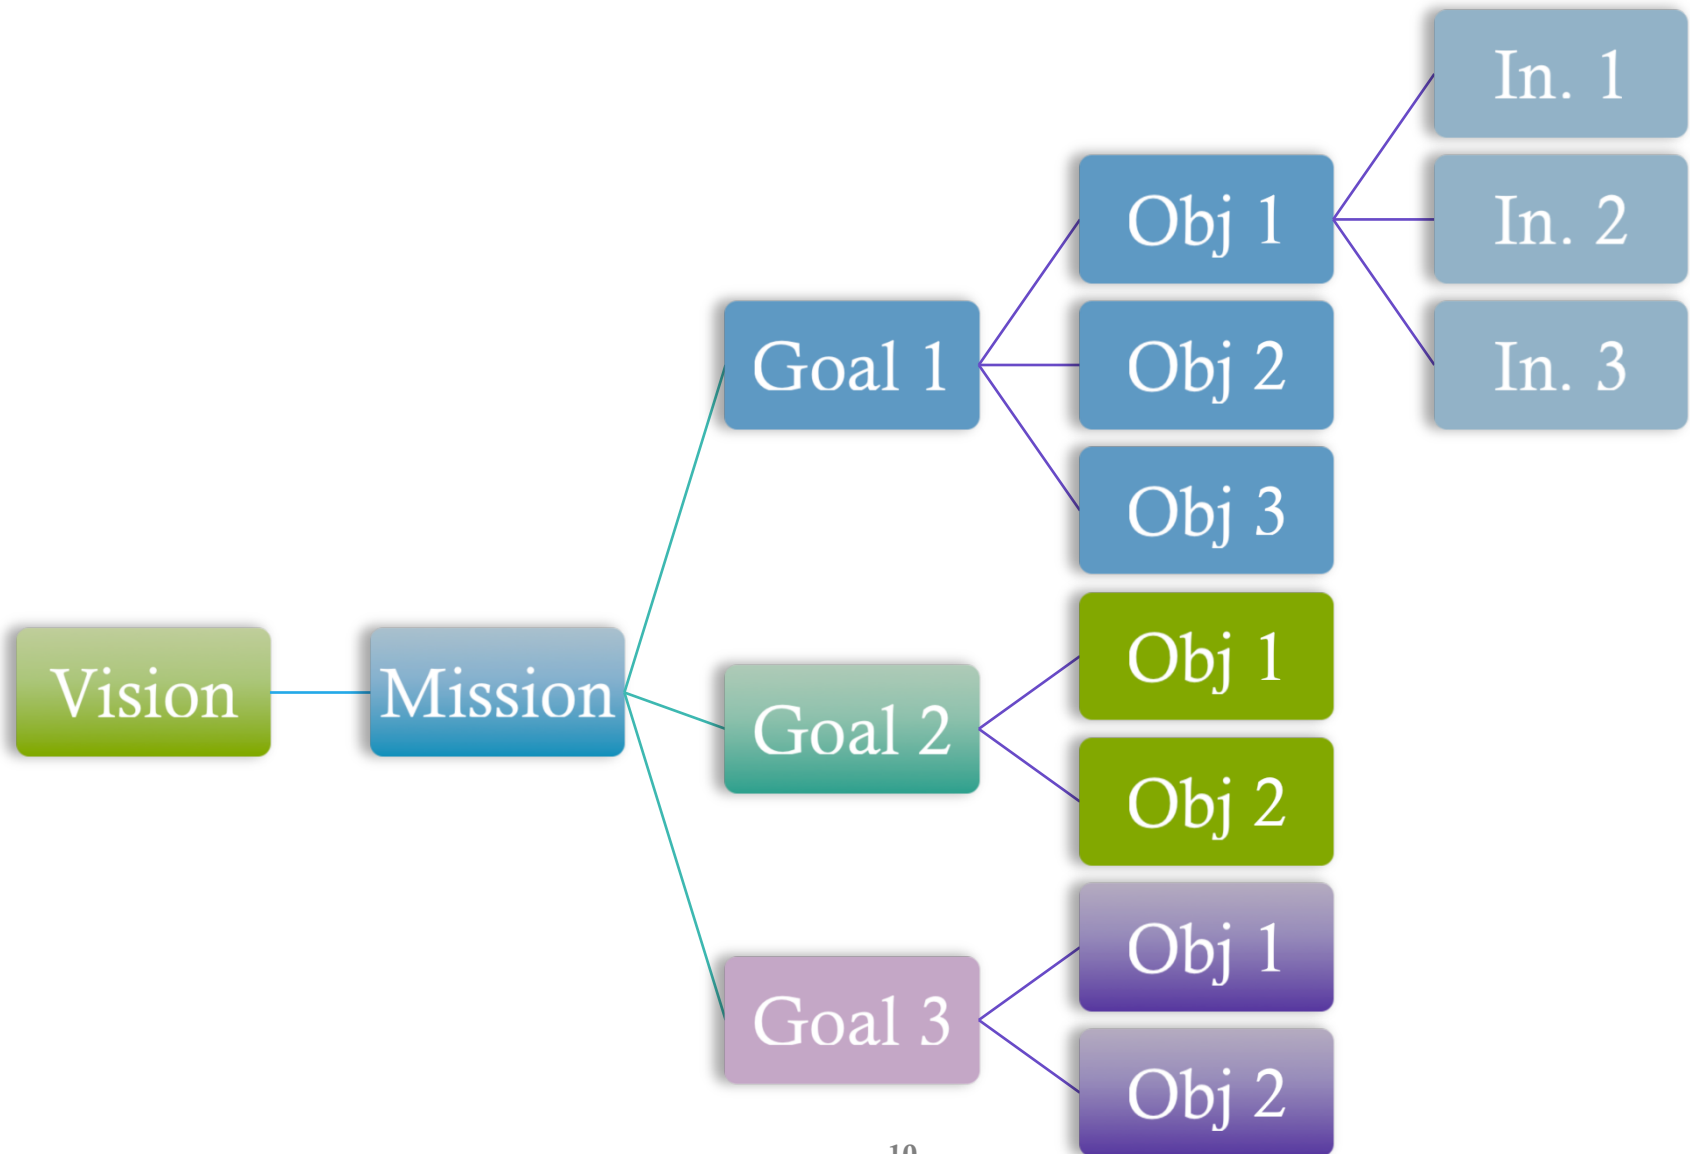 Vision
Mission
Goal 1
Obj 1
In. 1
In. 2
In. 3
Obj 2
Obj 3
Goal 2
Obj 1
Obj 2
Goal 3
Obj 1
Obj 2
10